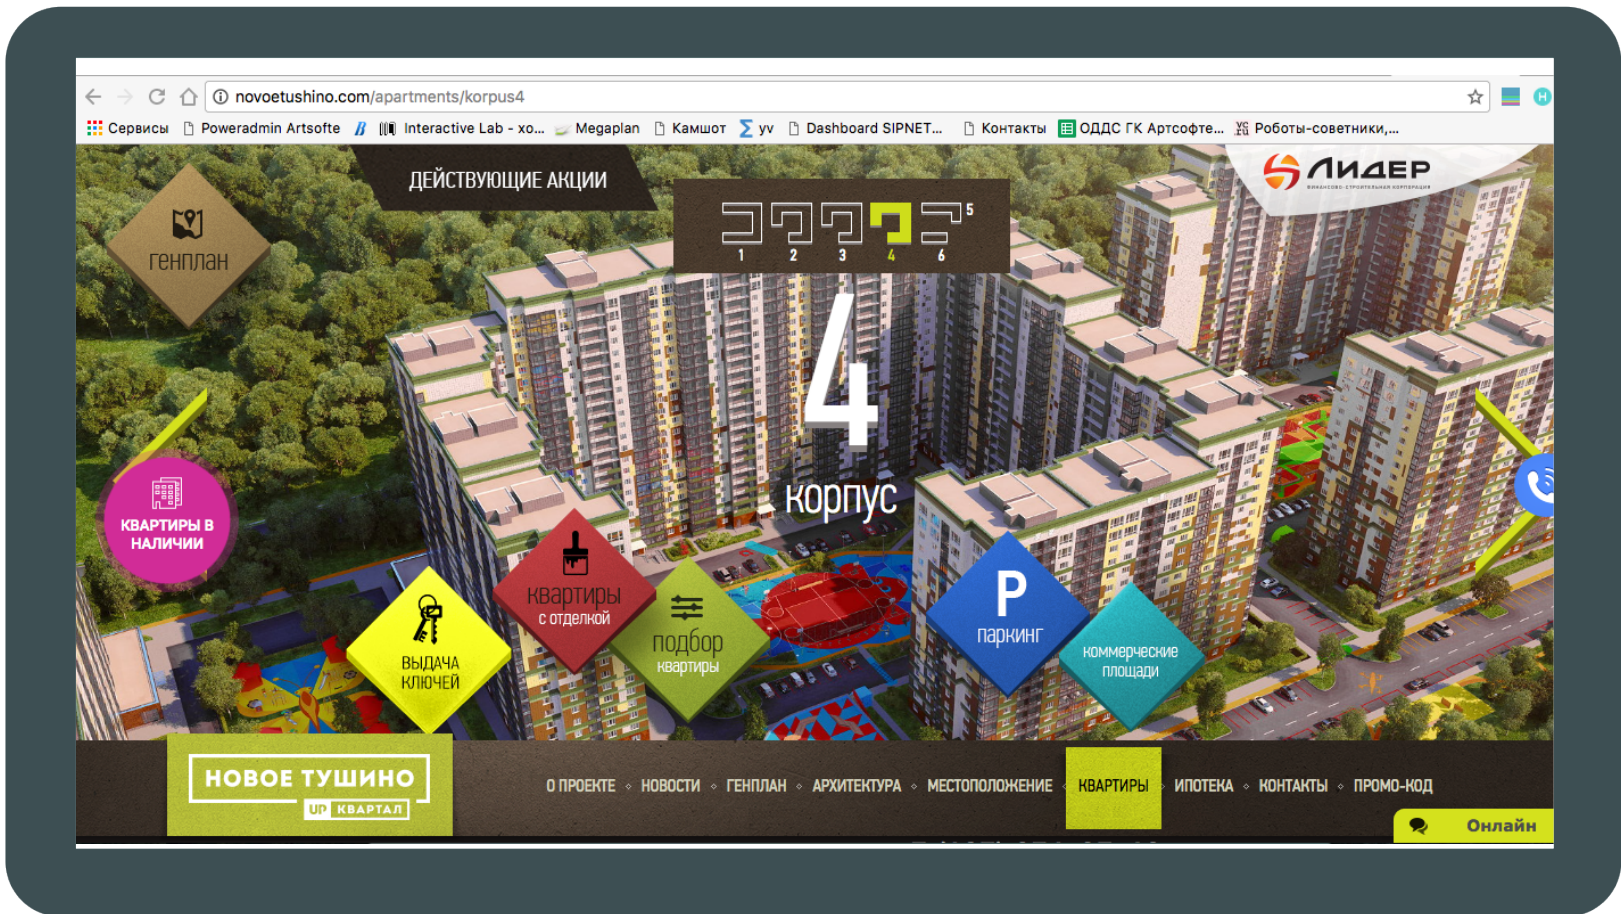 novoetushino.com/apartments/korpus4
Сервисы Poweradmin Artsofte Interactive Lab - хо... Megaplan Камшот yv Dashboard SIPNET... Контакты ОДДС ГК Артсофте... Роботы-советники,...
ДЕЙСТВУЮЩИЕ АКЦИИ
ЛИДЕР
ФИНАНСОВО-СТРОИТЕЛЬНАЯ КОРПОРАЦИЯ
5
1 2 3 4 6
генплан
4
корпус
КВАРТИРЫ В
НАЛИЧИИ
ВЫДАЧА
КЛЮЧЕЙ
квартиры
с отделкой
подбор
квартиры
P
паркинг
коммерческие
площади
НОВОЕ ТУШИНО
UP КВАРТАЛ
О ПРОЕКТЕ НОВОСТИ ГЕНПЛАН АРХИТЕКТУРА МЕСТОПОЛОЖЕНИЕ КВАРТИРЫ ИПОТЕКА КОНТАКТЫ ПРОМО-КОД
Онлайн